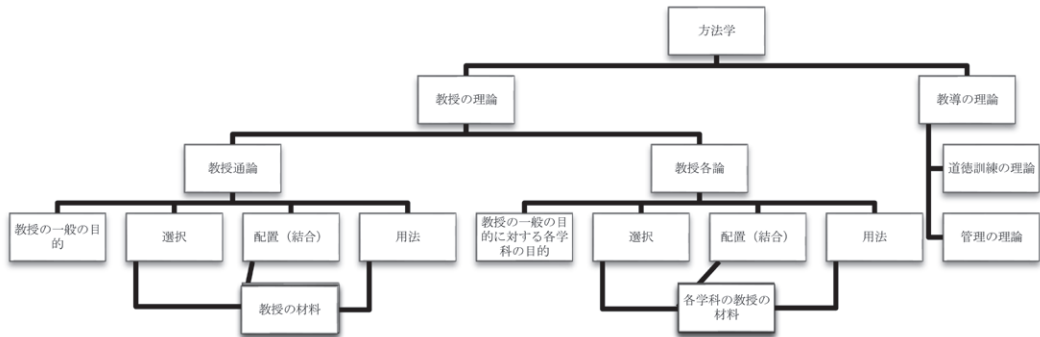 方法学
教授の理論
教導の理論
教授通論
教授各論
道徳訓練の理論
教授の一般の目
的
選択
配置（結合）
用法
教授の一般の目
的に対する各学
科の目的
選択
配置（結合）
用法
管理の理論
教授の材料
各学科の教授の
材料